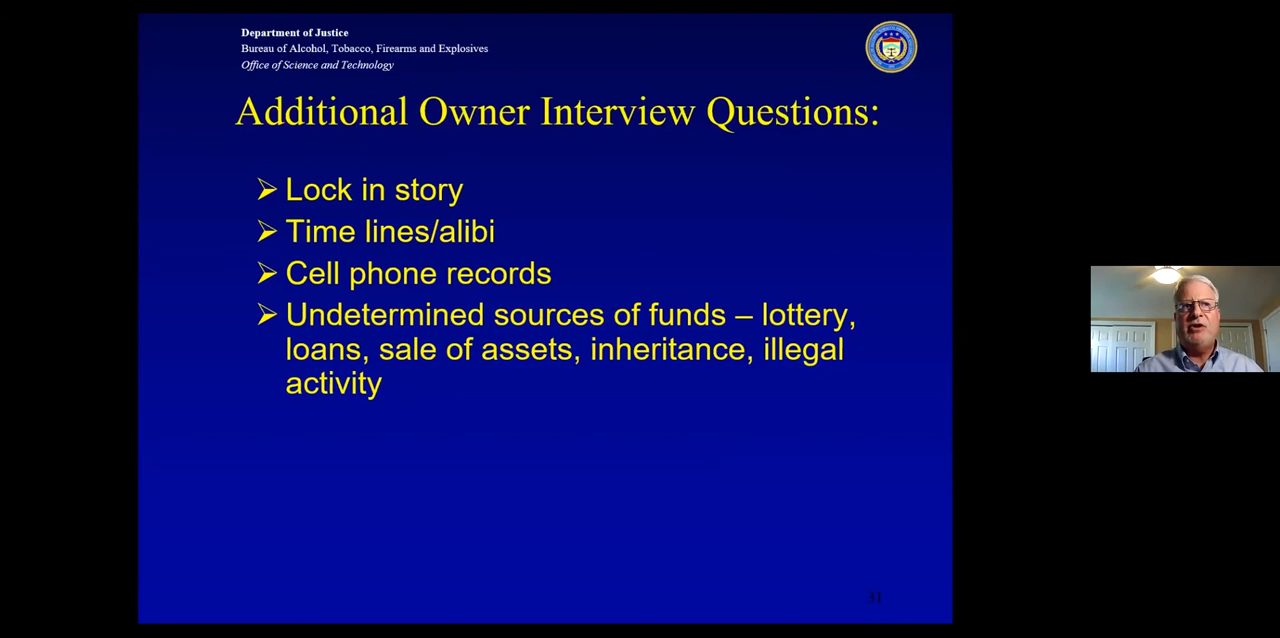 Department of Justice
Bureau of Alcohol, Tobacco, Firearms and Explosives
Office of Science and Technology
Additional Owner Interview Questions:
➢ Lock in story
➢ Time lines/alibi
➢ Cell phone records
➢ Undetermined sources of funds – lottery,
loans, sale of assets, inheritance, illegal
activity
31